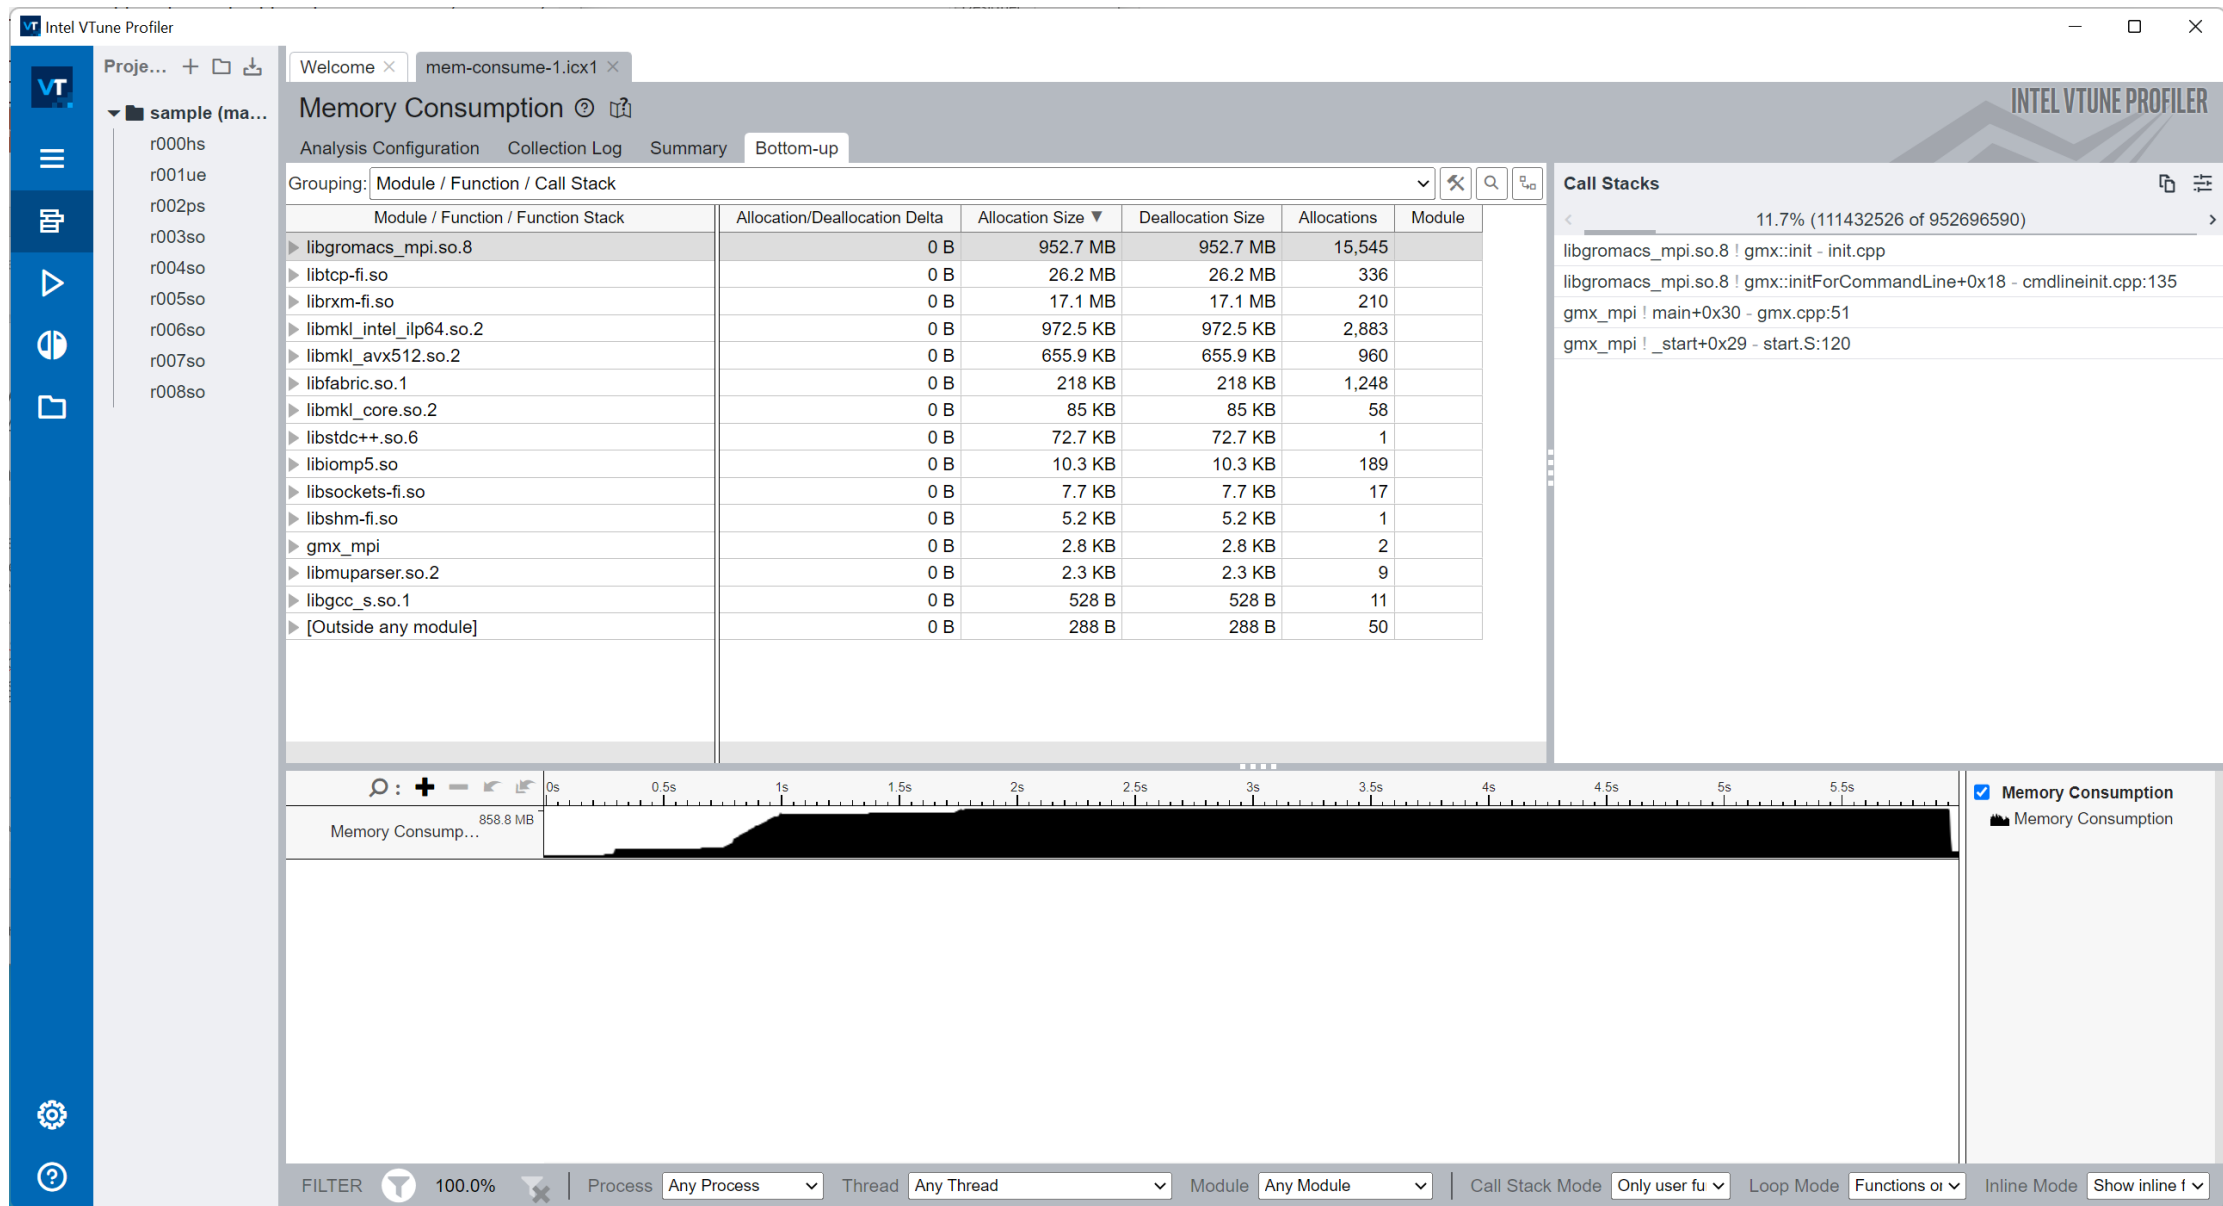 Intel VTune Profiler
VT
Proje...
sample (ma...
r000hs
r001ue
r002ps
r003so
r004so
r005so
r006so
r007so
r008so
Welcome
mem-consume-1.icx1
Memory Consumption
INTEL VTUNE PROFILER
Analysis Configuration Collection Log Summary Bottom-up
Grouping: Module / Function / Call Stack
Module / Function / Function Stack Allocation/Deallocation Delta Allocation Size ▼ Deallocation Size Allocations Module
libgromacs_mpi.so.8 0 B 952.7 MB 952.7 MB 15,545
libtcp-fi.so 0 B 26.2 MB 26.2 MB 336
librxm-fi.so 0 B 17.1 MB 17.1 MB 210
libmkl_intel_ilp64.so.2 0 B 972.5 KB 972.5 KB 2,883
libmkl_avx512.so.2 0 B 655.9 KB 655.9 KB 960
libfabric.so.1 0 B 218 KB 218 KB 1,248
libmkl_core.so.2 0 B 85 KB 85 KB 58
libstdc++.so.6 0 B 72.7 KB 72.7 KB 1
libiomp5.so 0 B 10.3 KB 10.3 KB 189
libsockets-fi.so 0 B 7.7 KB 7.7 KB 17
libshm-fi.so 0 B 5.2 KB 5.2 KB 1
gmx_mpi 0 B 2.8 KB 2.8 KB 2
libmuparser.so.2 0 B 2.3 KB 2.3 KB 9
libgcc_s.so.1 0 B 528 B 528 B 11
[Outside any module] 0 B 288 B 288 B 50
Call Stacks
11.7% (111432526 of 952696590)
libgromacs_mpi.so.8 ! gmx::init - init.cpp
libgromacs_mpi.so.8 ! gmx::initForCommandLine+0x18 - cmdlineinit.cpp:135
gmx_mpi ! main+0x30 - gmx.cpp:51
gmx_mpi ! _start+0x29 - start.S:120
0s 0.5s 1s 1.5s 2s 2.5s 3s 3.5s 4s 4.5s 5s 5.5s
Memory Consump... 858.8 MB
Memory Consumption
Memory Consumption
FILTER 100.0% Process Any Process Thread Any Thread Module Any Module Call Stack Mode Only user fu Loop Mode Functions or Inline Mode Show inline f